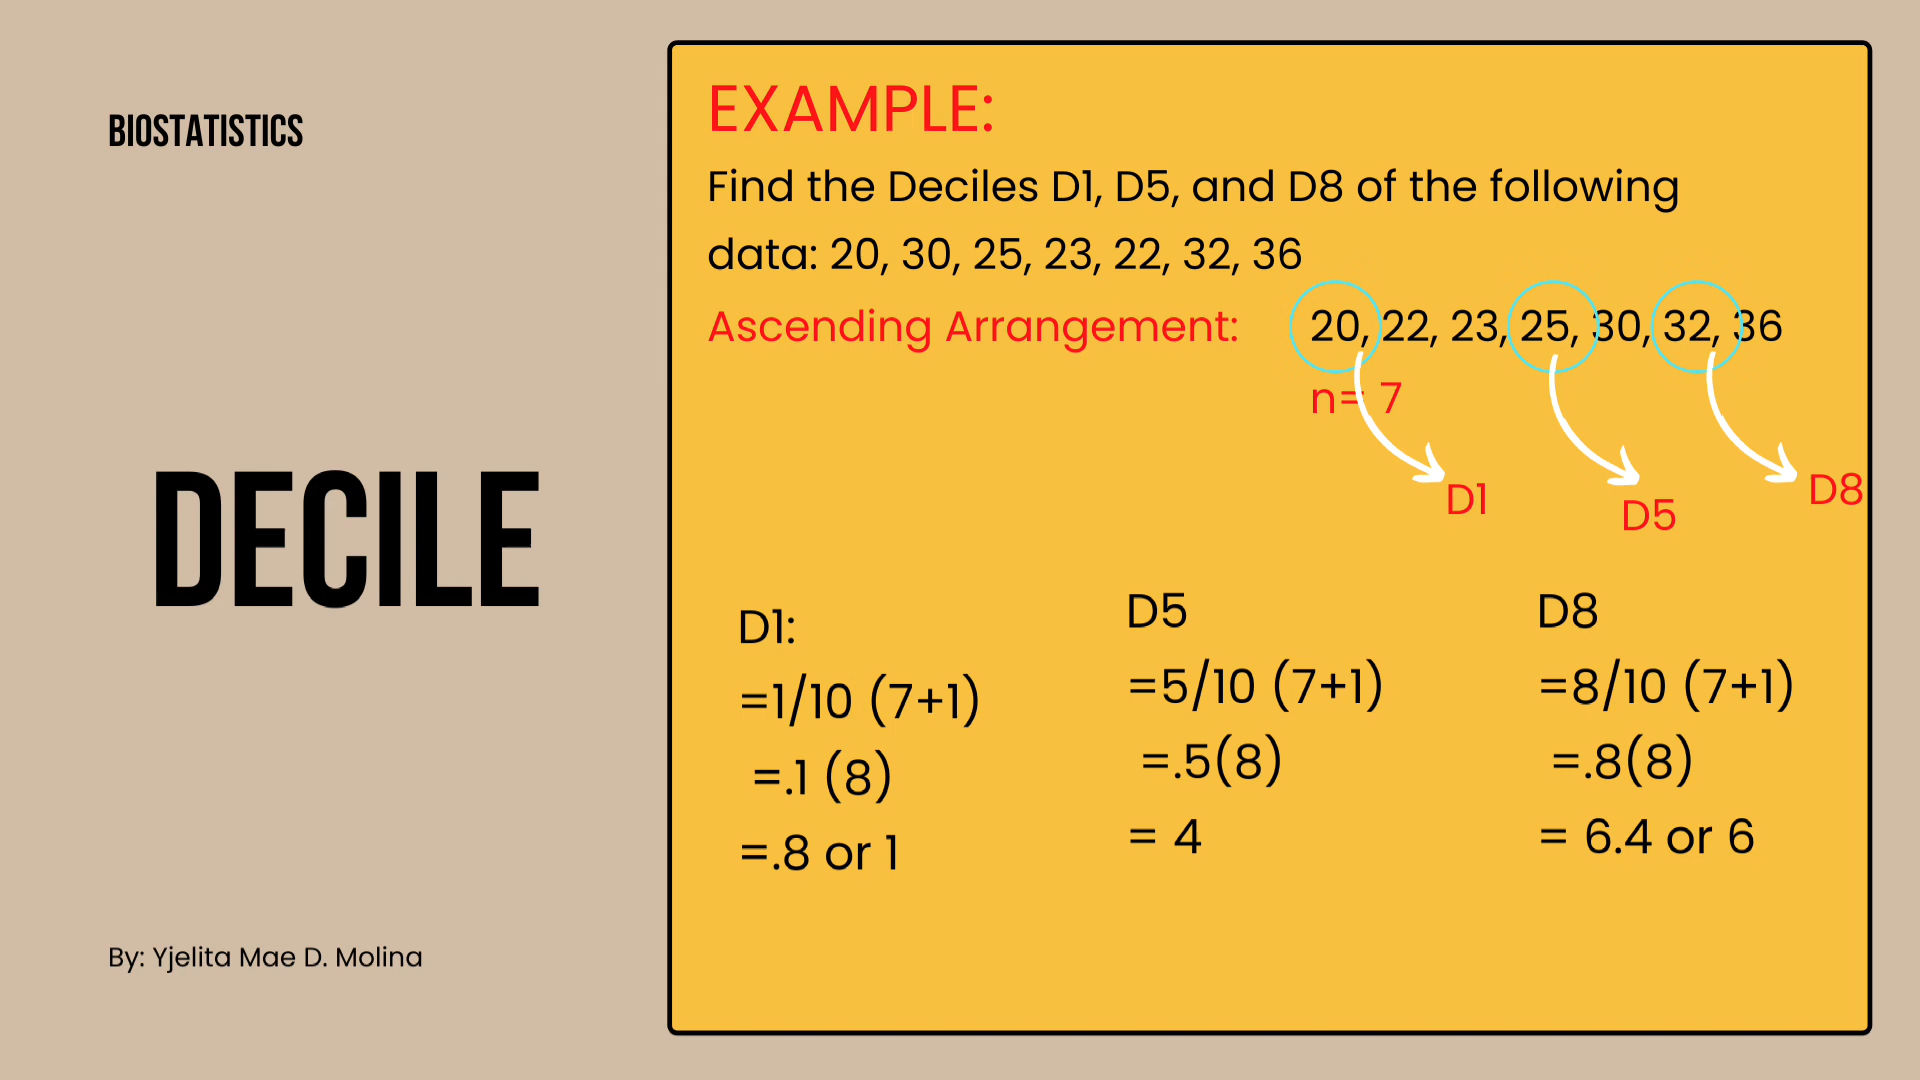 BIOSTATISTICS
DECILE
By: Yjelita Mae D. Molina
EXAMPLE:
Find the Deciles D1, D5, and D8 of the following
data: 20, 30, 25, 23, 22, 32, 36
Ascending Arrangement: 20, 22, 23, 25, 30, 32, 36
n= 7
D1
D5
D8
D1:
=1/10 (7+1)
=.1 (8)
=.8 or 1
D5
=5/10 (7+1)
=.5(8)
= 4
D8
=8/10 (7+1)
=.8(8)
= 6.4 or 6